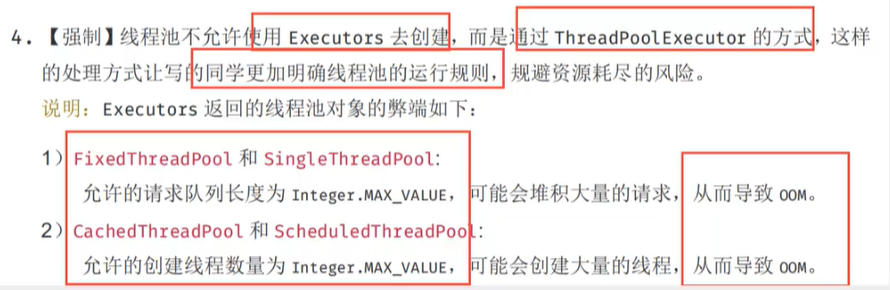 4. 【强制】线程池不允许使用 Executors 去创建，而是通过 ThreadPoolExecutor 的方式，这样
的处理方式让写的同学更加明确线程池的运行规则，规避资源耗尽的风险。
说明：Executors 返回的线程池对象的弊端如下：
1）FixedThreadPool 和 SingleThreadPool:
允许的请求队列长度为 Integer.MAX_VALUE，可能会堆积大量的请求，从而导致 OOM。
2）CachedThreadPool 和 ScheduledThreadPool:
允许的创建线程数量为 Integer.MAX_VALUE，可能会创建大量的线程，从而导致 OOM。